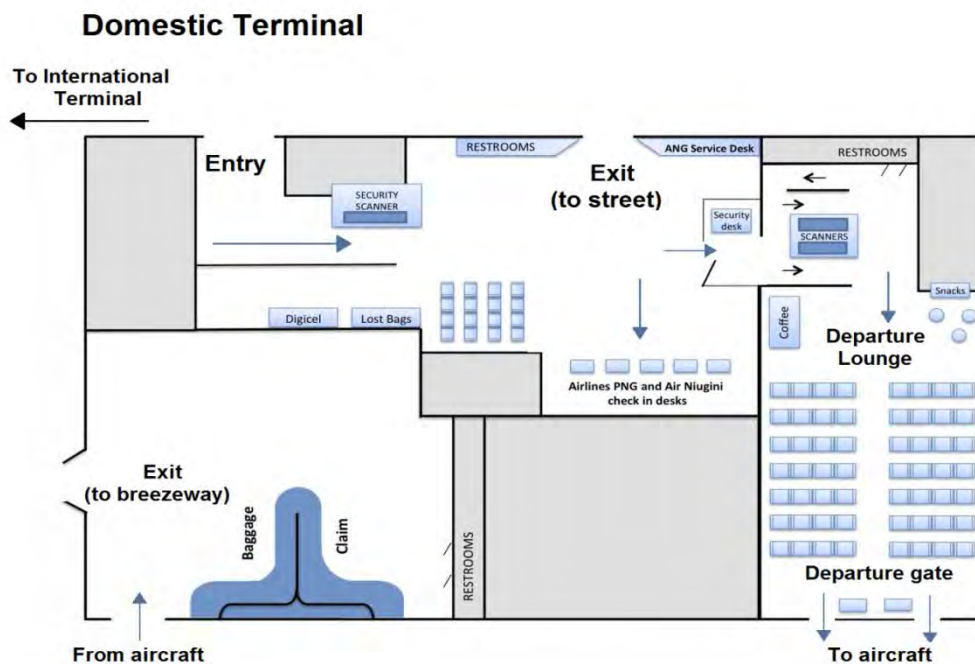 Domestic Terminal
To International
Terminal
Entry
RESTROOMS
Exit
(to street)
ANG Service Desk
RESTROOMS
SECURITY
SCANNER
Security
desk
SCANNERS
Digicel
Lost Bags
Snacks
Coffee
Departure
Lounge
Airlines PNG and Air Niugini
check in desks
Exit
(to breezeway)
Baggage
Claim
RESTROOMS
Departure gate
From aircraft
To aircraft